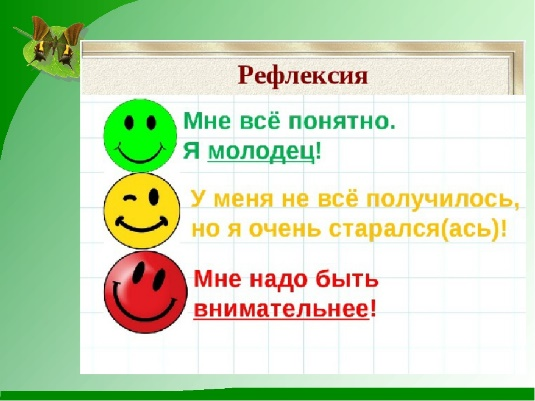 Рефлексия
Мне всё понятно.
Я молодец!
У меня не всё получилось,
но я очень старался(ась)!
Мне надо быть
внимательнее!